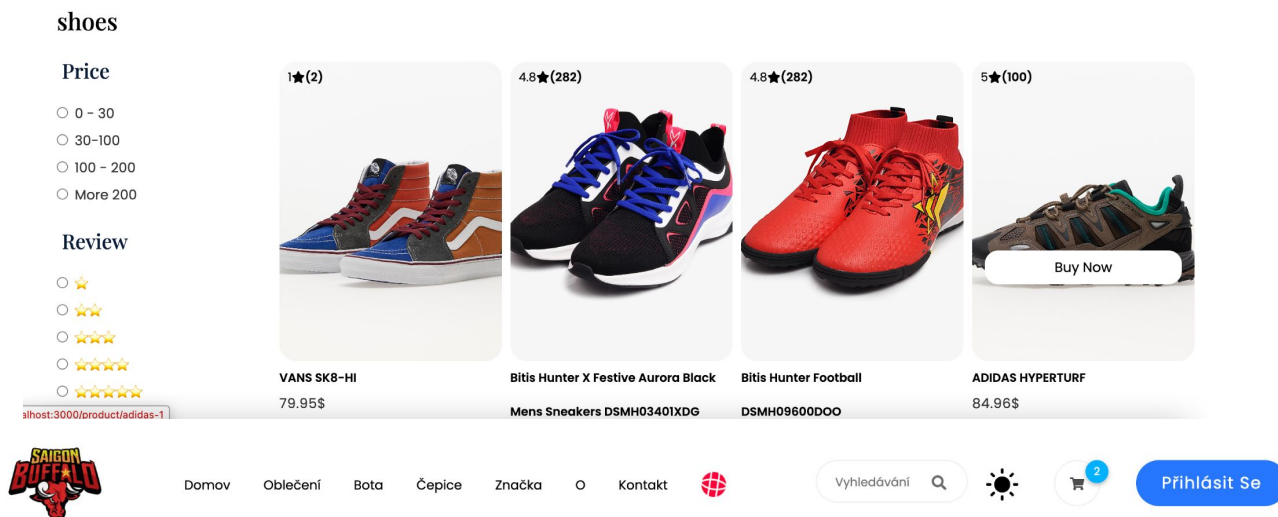 shoes
Price
0 - 30
30-100
100 - 200
More 200
Review
1★(2)
4.8★(282)
4.8★(282)
5★(100)
Buy Now
VANS SK8-HI
79.95$
Bitis Hunter X Festive Aurora Black
Mens Sneakers DSMH03401XDG
Bitis Hunter Football
DSMH09600DOO
ADIDAS HYPERTURF
84.96$
alhost:3000/product/adidas-1
SAIGON
BUFFALO
Domov Oblečení Bota Čepice Značka O Kontakt
Vyhledávání
2
Přihlásit Se